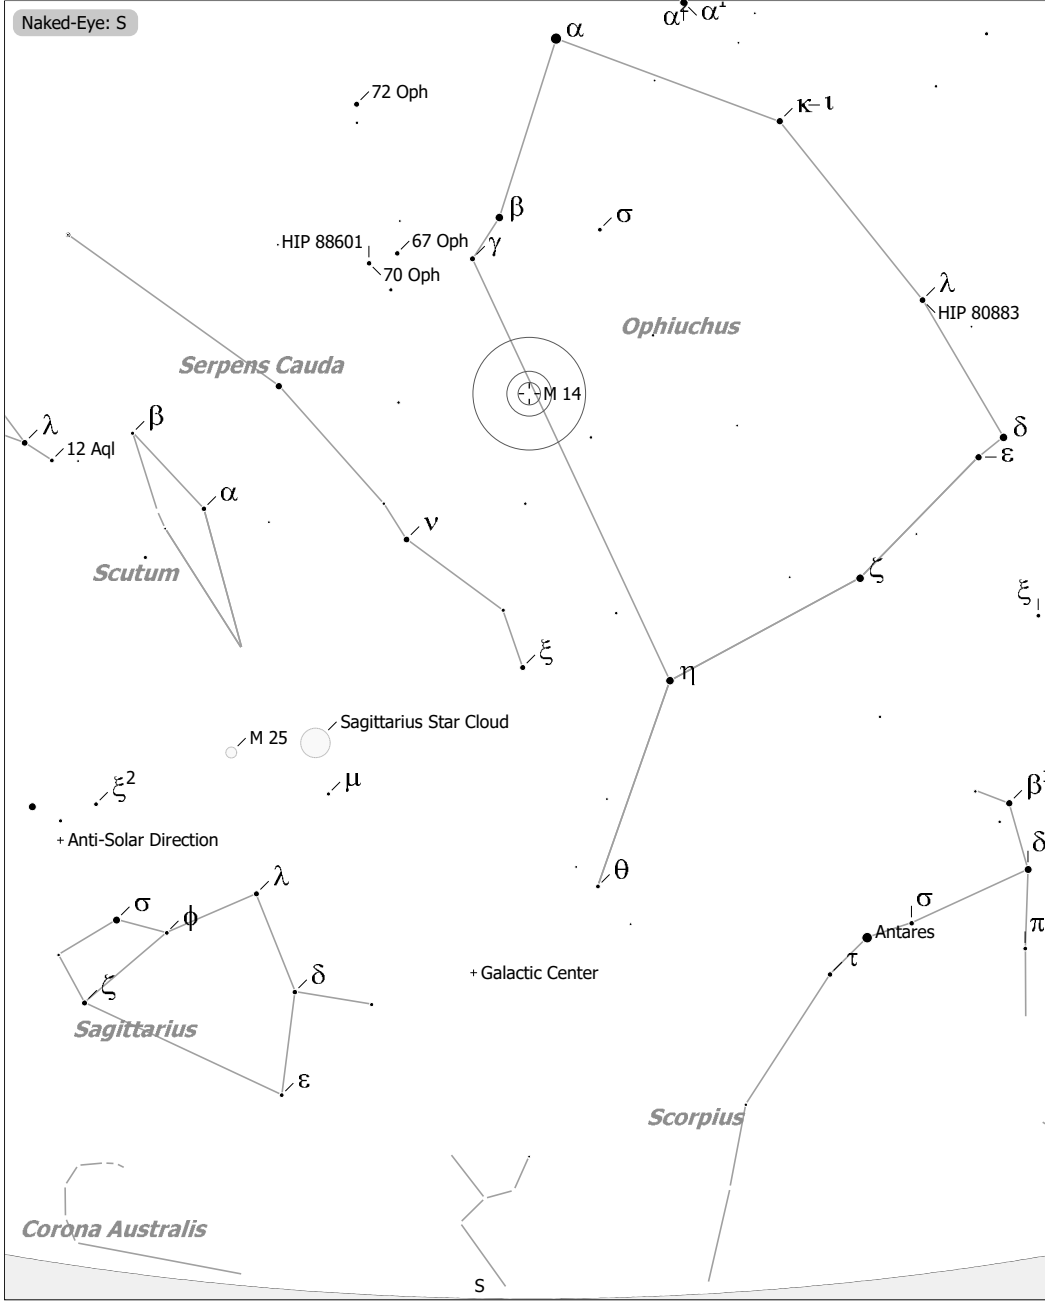 Naked-Eye: S
α² α¹
α
72 Oph
κ ι
β
σ
HIP 88601
67 Oph
γ
70 Oph
λ
HIP 80883
Ophiuchus
Serpens Cauda
M 14
λ
β
12 Aql
δ
ε
α
ν
Scutum
ζ
ξ
ξ
η
Sagittarius Star Cloud
M 25
μ
ξ²
β¹
Anti-Solar Direction
δ
λ
θ
σ
φ
σ
π
Antares
τ
ζ
δ
Galactic Center
Sagittarius
ε
Scorpius
Corona Australis
S